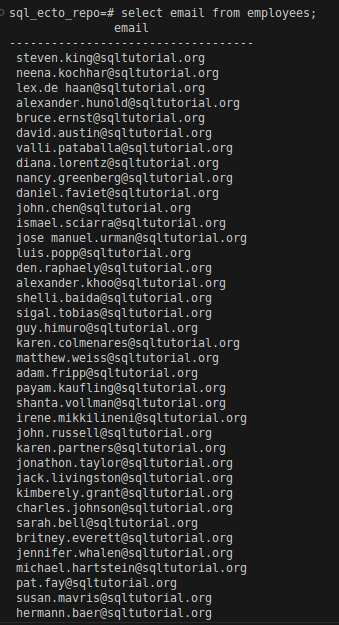 sql_ecto_repo=# select email from employees;
email
----------------------------------
steven.king@sqltutorial.org
neena.kochhar@sqltutorial.org
lex.de haan@sqltutorial.org
alexander.hunold@sqltutorial.org
bruce.ernst@sqltutorial.org
david.austin@sqltutorial.org
valli.pataballa@sqltutorial.org
diana.lorentz@sqltutorial.org
nancy.greenberg@sqltutorial.org
daniel.faviet@sqltutorial.org
john.chen@sqltutorial.org
ismael.sciarra@sqltutorial.org
jose manuel.urman@sqltutorial.org
luis.popp@sqltutorial.org
den.raphaely@sqltutorial.org
alexander.khoo@sqltutorial.org
shelli.baida@sqltutorial.org
sigal.tobias@sqltutorial.org
guy.himuro@sqltutorial.org
karen.colmenares@sqltutorial.org
matthew.weiss@sqltutorial.org
adam.fripp@sqltutorial.org
payam.kaufling@sqltutorial.org
shanta.vollman@sqltutorial.org
irene.mikkilineni@sqltutorial.org
john.russell@sqltutorial.org
karen.partners@sqltutorial.org
jonathon.taylor@sqltutorial.org
jack.livingston@sqltutorial.org
kimberely.grant@sqltutorial.org
charles.johnson@sqltutorial.org
sarah.bell@sqltutorial.org
britney.everett@sqltutorial.org
jennifer.whalen@sqltutorial.org
michael.hartstein@sqltutorial.org
pat.fay@sqltutorial.org
susan.mavris@sqltutorial.org
hermann.baer@sqltutorial.org